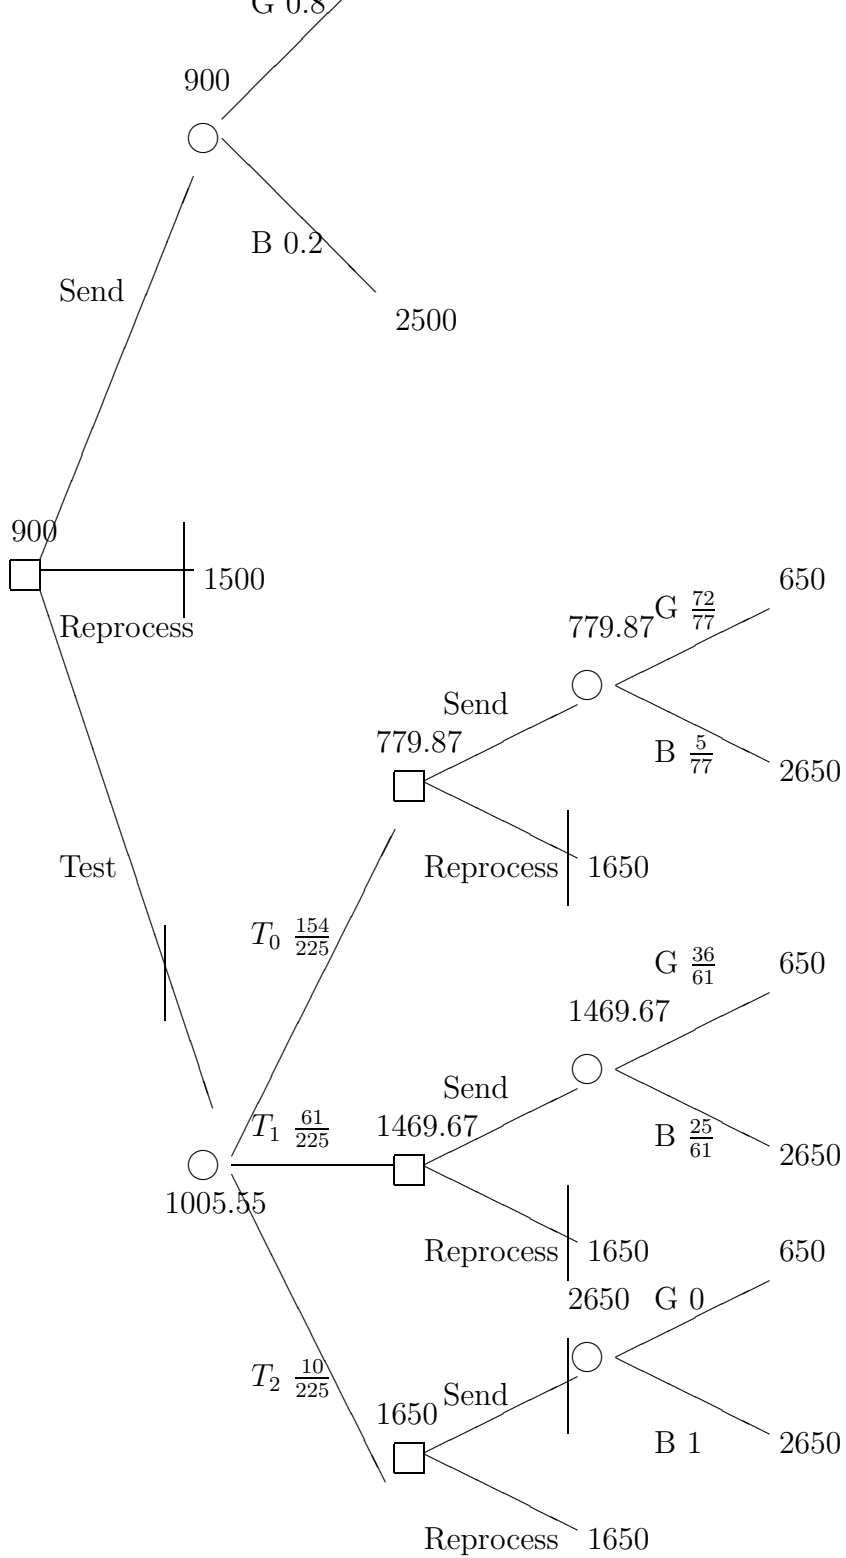 G 0.8
900
B 0.2
Send
2500
900
1500
Reprocess
650
G 72/77
779.87
Send
779.87
B 5/77
2650
Test
Reprocess
1650
T₀ 154/225
G 36/61
650
1469.67
Send
T₁ 61/225
1469.67
B 25/61
2650
1005.55
Reprocess
1650
650
2650
G 0
T₂ 10/225
Send
1650
B 1
2650
Reprocess
1650